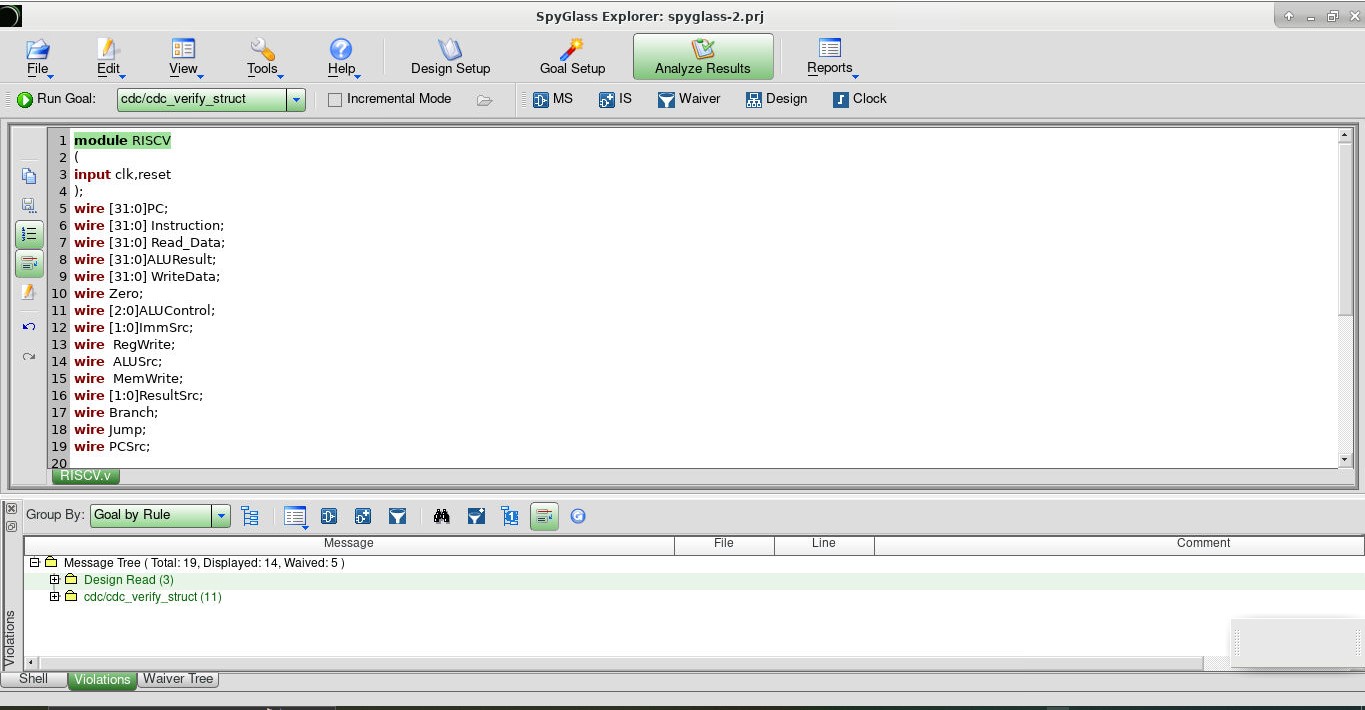 SpyGlass Explorer: spyglass-2.prj
File Edit View Tools Help Design Setup Goal Setup Analyze Results Reports
Run Goal: cdc/cdc_verify_struct Incremental Mode MS IS Waiver Design Clock
1 module RISCV
2 (
3 input clk,reset
4 );
5 wire [31:0]PC;
6 wire [31:0] Instruction;
7 wire [31:0] Read_Data;
8 wire [31:0]ALUResult;
9 wire [31:0] WriteData;
10 wire Zero;
11 wire [2:0]ALUControl;
12 wire [1:0]ImmSrc;
13 wire  RegWrite;
14 wire  ALUSrc;
15 wire  MemWrite;
16 wire [1:0]ResultSrc;
17 wire Branch;
18 wire Jump;
19 wire PCSrc;
20
RISCV.v
Group By: Goal by Rule
Message File Line Comment
Message Tree ( Total: 19, Displayed: 14, Waived: 5 )
Design Read (3)
cdc/cdc_verify_struct (11)
Violations
Shell Violations Waiver Tree